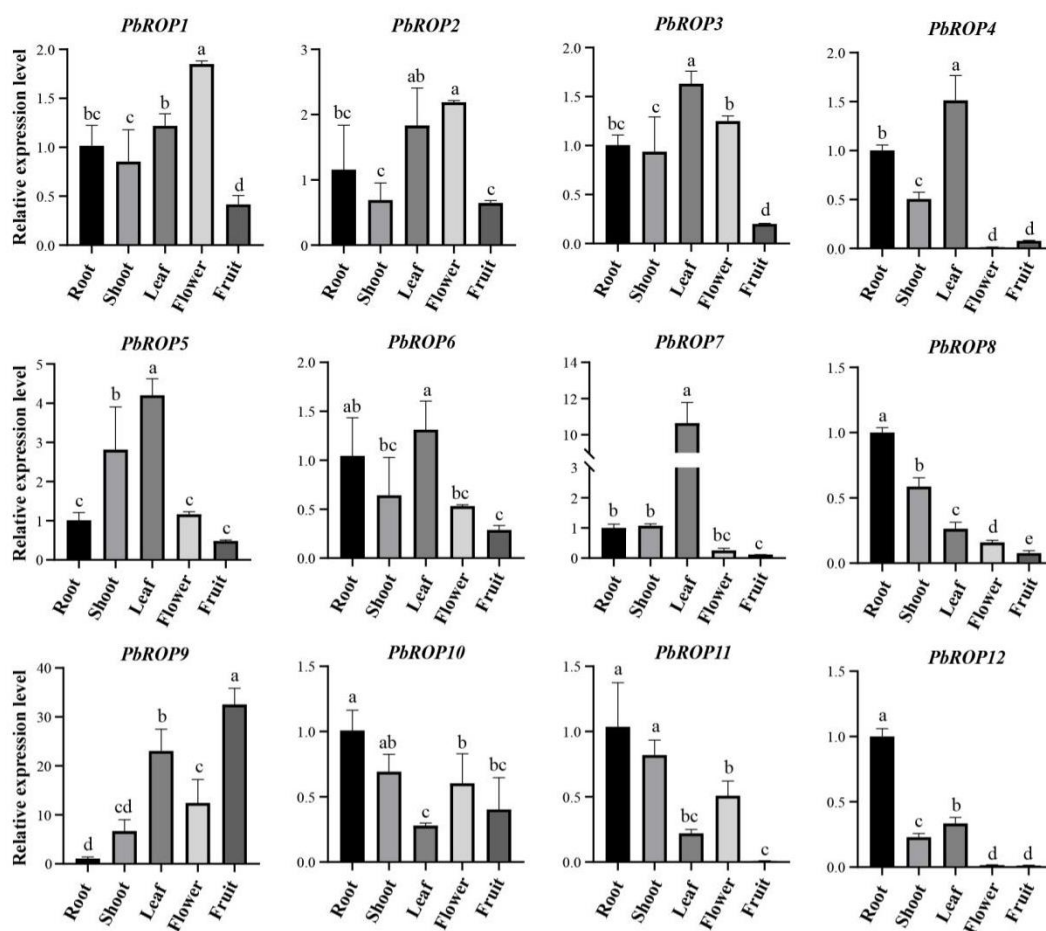 PbROP1
Relative expression level
2.0
1.5
1.0
0.5
0.0
bc
c
b
a
d
Root
Shoot
Leaf
Flower
Fruit
PbROP2
3
2
1
0
bc
c
ab
a
c
Root
Shoot
Leaf
Flower
Fruit
PbROP3
2.0
1.5
1.0
0.5
0.0
bc
c
a
b
d
Root
Shoot
Leaf
Flower
Fruit
PbROP4
2.0
1.5
1.0
0.5
0.0
b
c
a
d
d
Root
Shoot
Leaf
Flower
Fruit
PbROP5
Relative expression level
5
4
3
2
1
0
c
b
a
c
c
Root
Shoot
Leaf
Flower
Fruit
PbROP6
2.0
1.5
1.0
0.5
0.0
ab
bc
a
bc
c
Root
Shoot
Leaf
Flower
Fruit
PbROP7
14
12
10
3
2
1
0
b
b
a
bc
c
Root
Shoot
Leaf
Flower
Fruit
PbROP8
1.5
1.0
0.5
0.0
a
b
c
d
e
Root
Shoot
Leaf
Flower
Fruit
PbROP9
Relative expression level
40
30
20
10
0
d
cd
b
c
a
Root
Shoot
Leaf
Flower
Fruit
PbROP10
1.5
1.0
0.5
0.0
a
ab
c
b
bc
Root
Shoot
Leaf
Flower
Fruit
PbROP11
1.5
1.0
0.5
0.0
a
a
bc
b
c
Root
Shoot
Leaf
Flower
Fruit
PbROP12
1.5
1.0
0.5
0.0
a
c
b
d
d
Root
Shoot
Leaf
Flower
Fruit